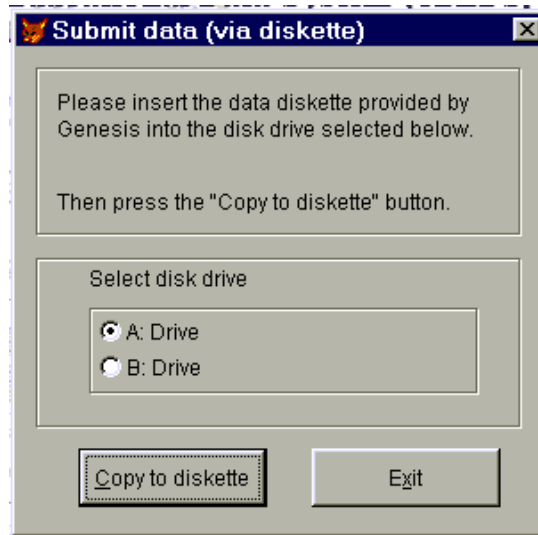 Submit data (via diskette)
Please insert the data diskette provided by
Genesis into the disk drive selected below.
Then press the "Copy to diskette" button.
Select disk drive
A: Drive
B: Drive
Copy to diskette
Exit